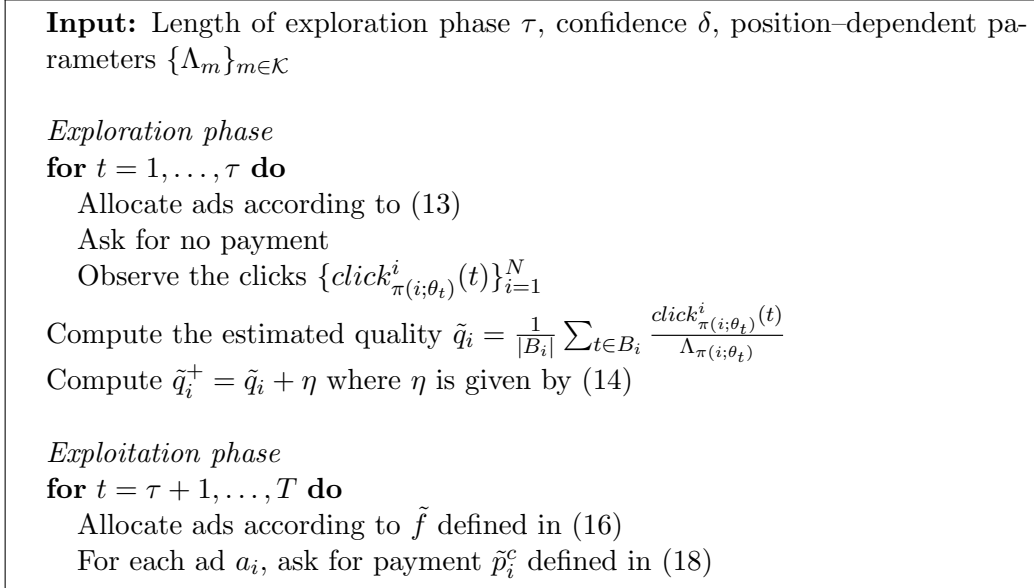 Input: Length of exploration phase τ, confidence δ, position–dependent pa-
rameters {Λ_m}_{m∈𝒦}
Exploration phase
for t = 1, . . . , τ do
Allocate ads according to (13)
Ask for no payment
Observe the clicks {click^i_{π(i;θ_t)}(t)}^N_{i=1}
Compute the estimated quality q̃_i = \frac{1}{|B_i|} ∑_{t∈B_i} \frac{click^i_{π(i;θ_t)}(t)}{Λ_{π(i;θ_t)}}
Compute q̃_i^+ = q̃_i + η where η is given by (14)
Exploitation phase
for t = τ + 1, . . . , T do
Allocate ads according to f̃ defined in (16)
For each ad a_i, ask for payment p̃_i^c defined in (18)